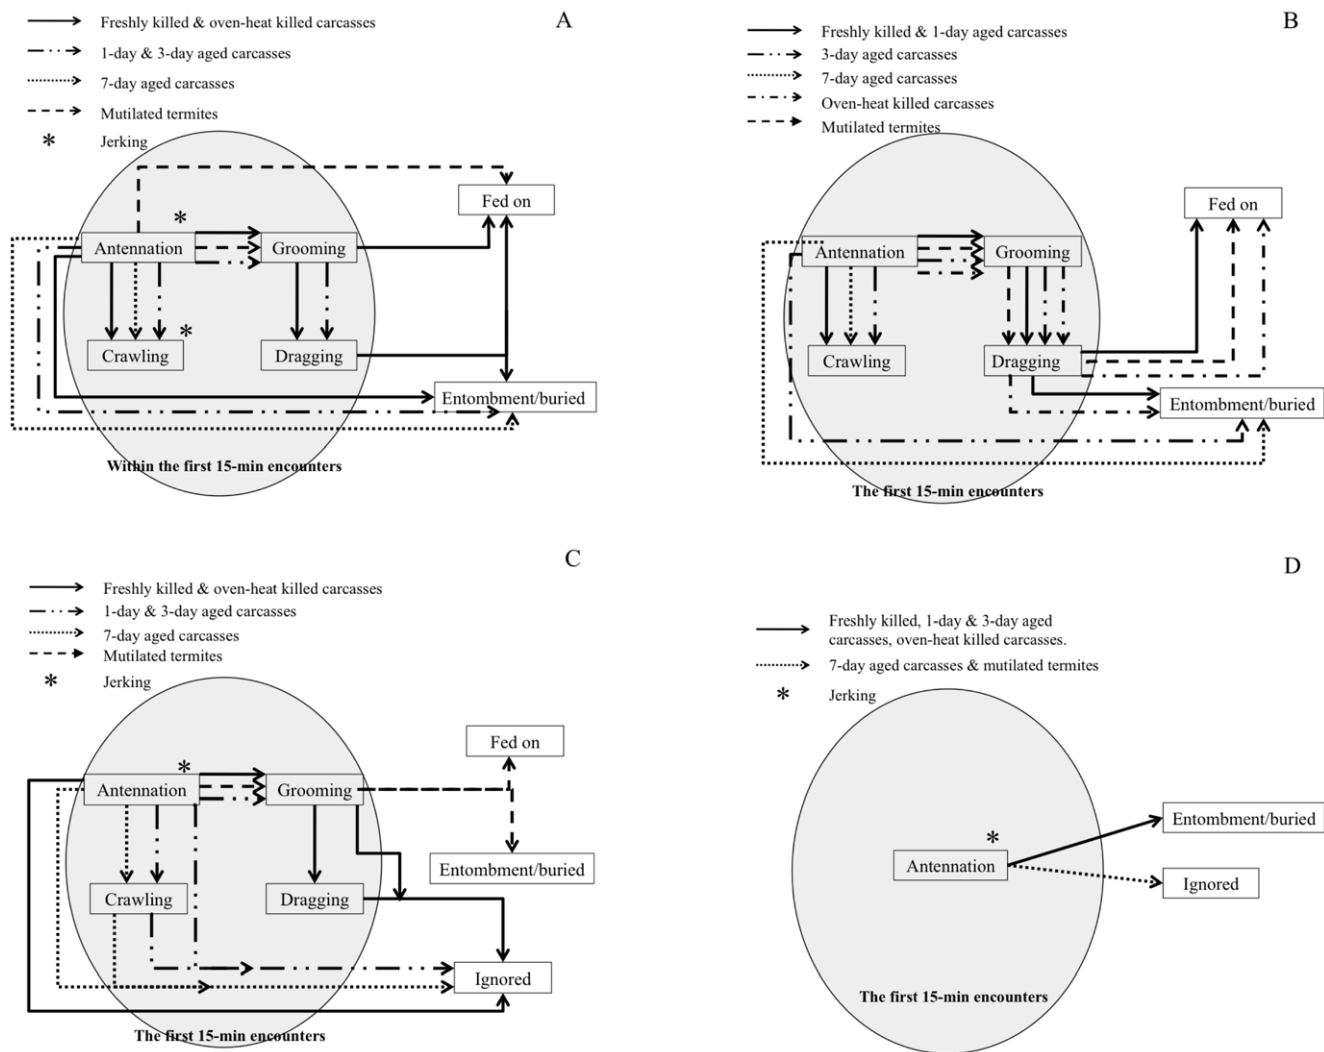 A
Freshly killed & oven-heat killed carcasses
1-day & 3-day aged carcasses
7-day aged carcasses
Mutilated termites
* Jerking
*
Fed on
Antennation
Grooming
*
Crawling
Dragging
Entombment/buried
Within the first 15-min encounters
B
Freshly killed & 1-day aged carcasses
3-day aged carcasses
7-day aged carcasses
Oven-heat killed carcasses
Mutilated termites
Fed on
Antennation
Grooming
Crawling
Dragging
Entombment/buried
The first 15-min encounters
C
Freshly killed & oven-heat killed carcasses
1-day & 3-day aged carcasses
7-day aged carcasses
Mutilated termites
* Jerking
Fed on
*
Antennation
Grooming
Entombment/buried
Crawling
Dragging
Ignored
The first 15-min encounters
D
Freshly killed, 1-day & 3-day aged
carcasses, oven-heat killed carcasses.
7-day aged carcasses & mutilated termites
* Jerking
Entombment/buried
*
Antennation
Ignored
The first 15-min encounters